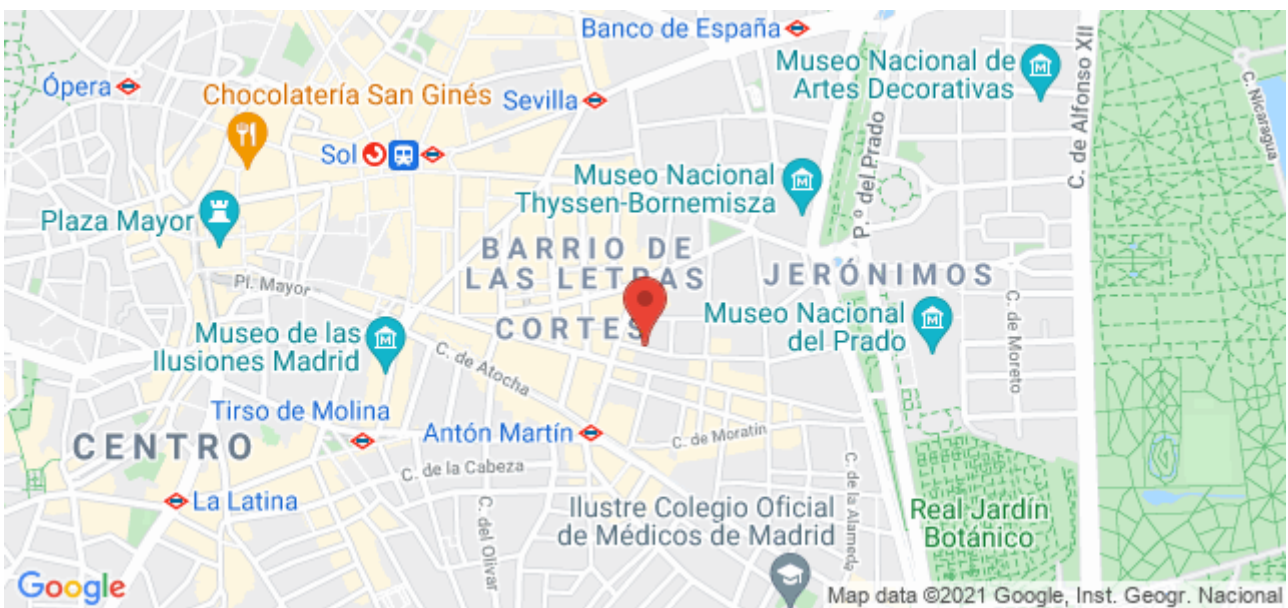 Banco de España
Museo Nacional de
Artes Decorativas
C. de Alfonso XII
C. Nicaragua
Ópera
Chocolatería San Ginés
Sevilla
Sol
Museo Nacional
Thyssen-Bornemisza
P.º del Prado
Plaza Mayor
BARRIO DE
LAS LETRAS
JERÓNIMOS
Pl. Mayor
CORTES
Museo Nacional
del Prado
C. de Moreto
Museo de las
Ilusiones Madrid
C. de Atocha
Tirso de Molina
Antón Martín
C. de Moratín
CENTRO
C. de la Cabeza
C. de la Alameda
La Latina
C. del Olivar
Ilustre Colegio Oficial
de Médicos de Madrid
Real Jardín
Botánico
Google
Map data ©2021 Google, Inst. Geogr. Nacional